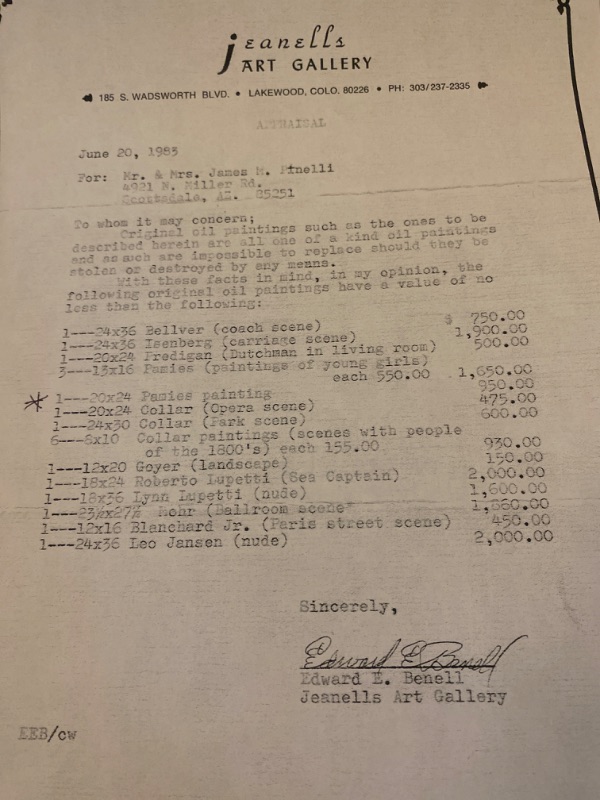 jeanells
ART GALLERY
185 S. WADSWORTH BLVD. • LAKEWOOD, COLO. 80226 • PH: 303/237-2335
APPRAISAL
June 20, 1983
For: Mr. & Mrs. James M. Finelli
4921 N. Miller Rd.
Scottsdale, AZ. 85251
To whom it may concern;
Original oil paintings such as the ones to be
described herein are all one of a kind oil paintings
and as such are impossible to replace should they be
stolen or destroyed by any means.
With these facts in mind, in my opinion, the
following original oil paintings have a value of no
less than the following:
1---24x36 Bellver (coach scene) $ 750.00
1---24x36 Isenberg (carriage scene) 1,900.00
1---20x24 Fredigan (Dutchman in living room) 500.00
3---13x16 Pamies (paintings of young girls)
each 550.00 1,650.00
* 1---20x24 Pamies painting 950.00
1---20x24 Collar (Opera scene) 475.00
1---24x30 Collar (Park scene) 600.00
6---8x10 Collar paintings (scenes with people
of the 1800's) each 155.00 930.00
1---12x20 Goyer (landscape) 150.00
1---18x24 Roberto Lupetti (Sea Captain) 2,000.00
1---18x36 Lynn Lupetti (nude) 1,600.00
1---23½x27½ Mohr (Ballroom scene
1---12x16 Blanchard Jr. (Paris street scene) 450.00
1---24x36 Leo Jansen (nude) 2,000.00
Sincerely,
Edward E. Benell
Edward E. Benell
Jeanells Art Gallery
EEB/cw